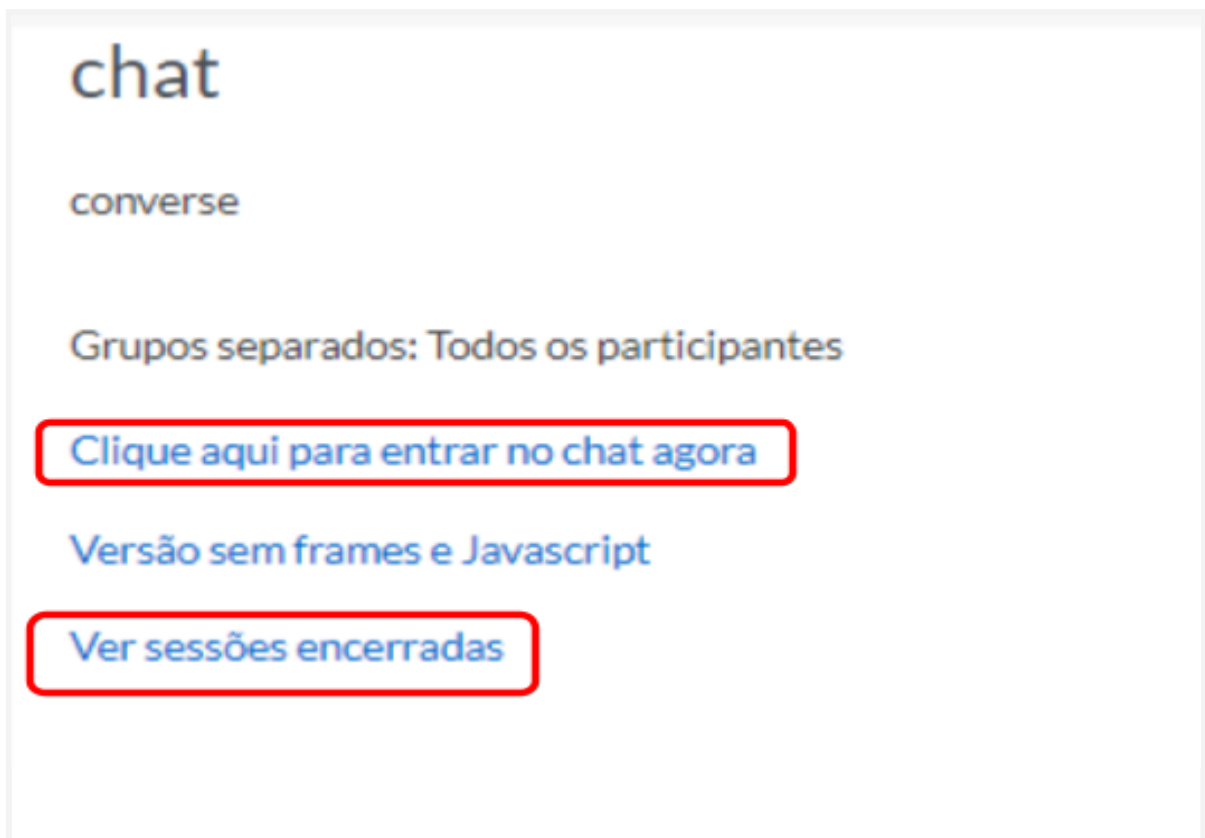 chat
converse
Grupos separados: Todos os participantes
Clique aqui para entrar no chat agora
Versão sem frames e Javascript
Ver sessões encerradas